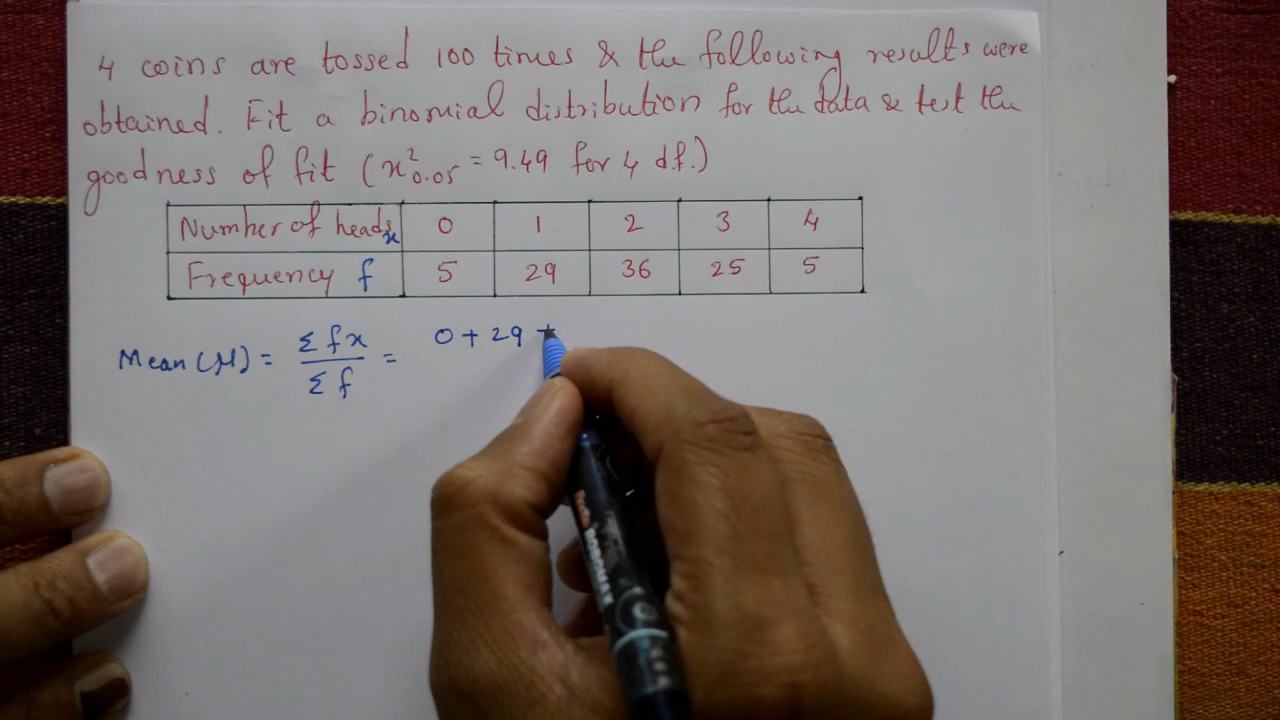 4 coins are tossed 100 times & the following results were
obtained. Fit a binomial distribution for the data & test the
goodness of fit (x²0.05 = 9.49 for 4 d.f.)
Number of heads x 0 1 2 3 4
Frequency f 5 29 36 25 5
Mean (μ) = Σfx / Σf = 0 + 29 +
ROBOMAX